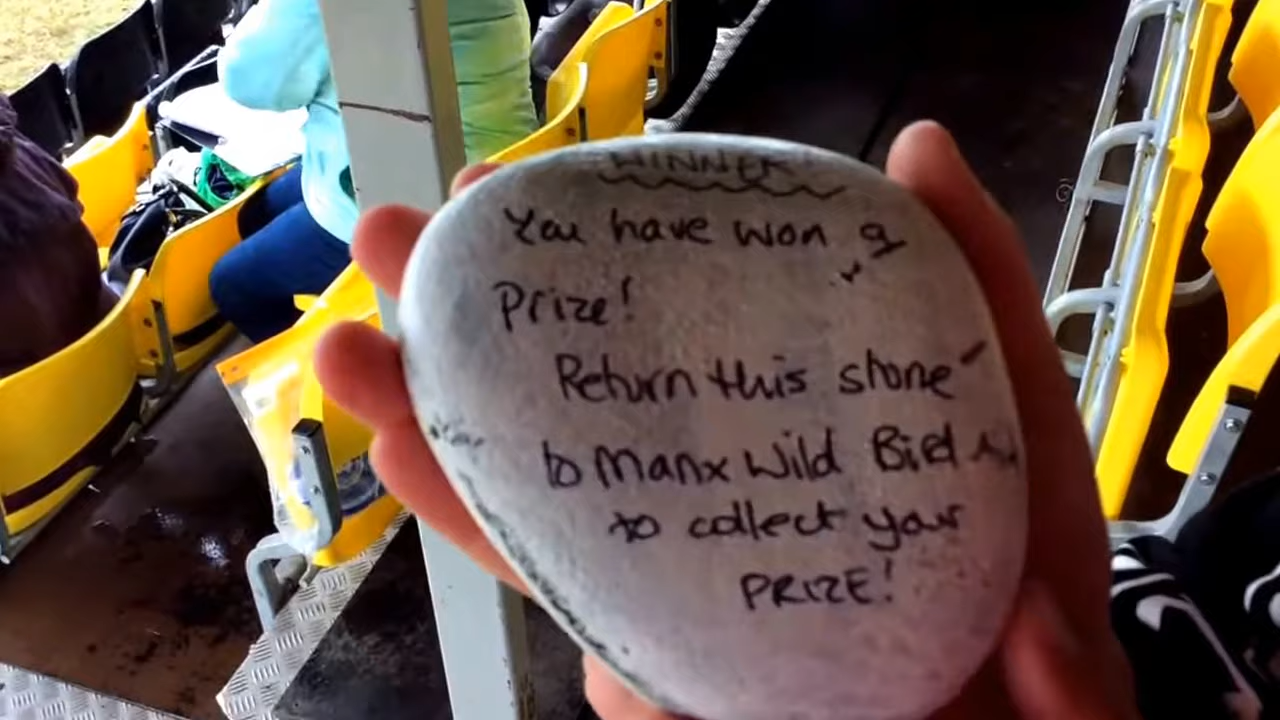 WINNER
You have won a
Prize!
Return this stone
to Manx Wild Bird
to collect your
PRIZE!